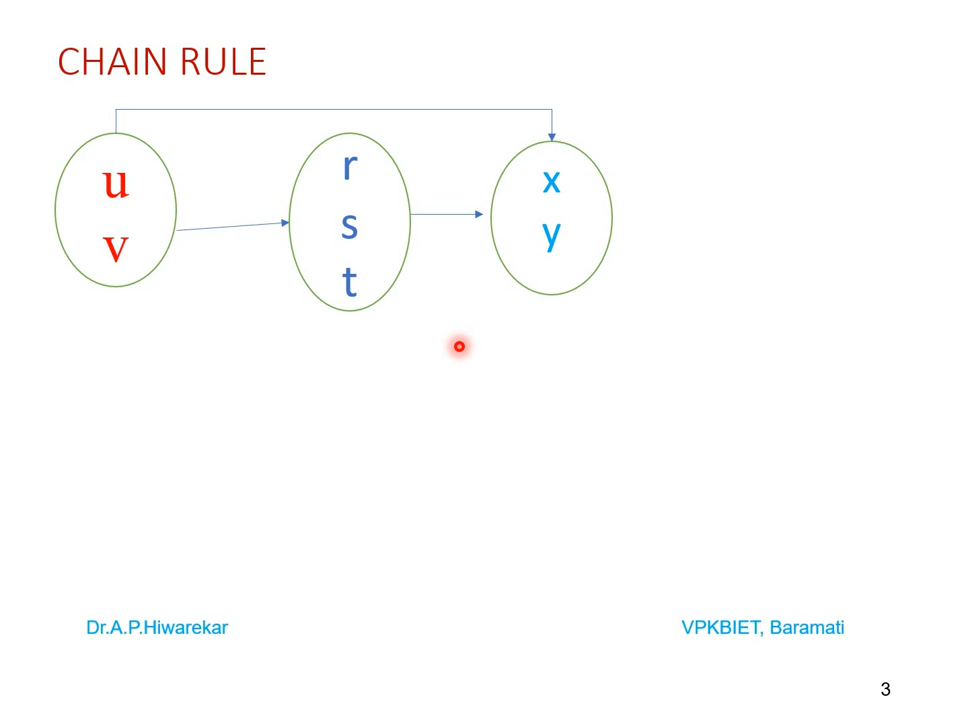 CHAIN RULE
u
v
r
s
t
x
y
Dr.A.P.Hiwarekar
VPKBIET, Baramati
3